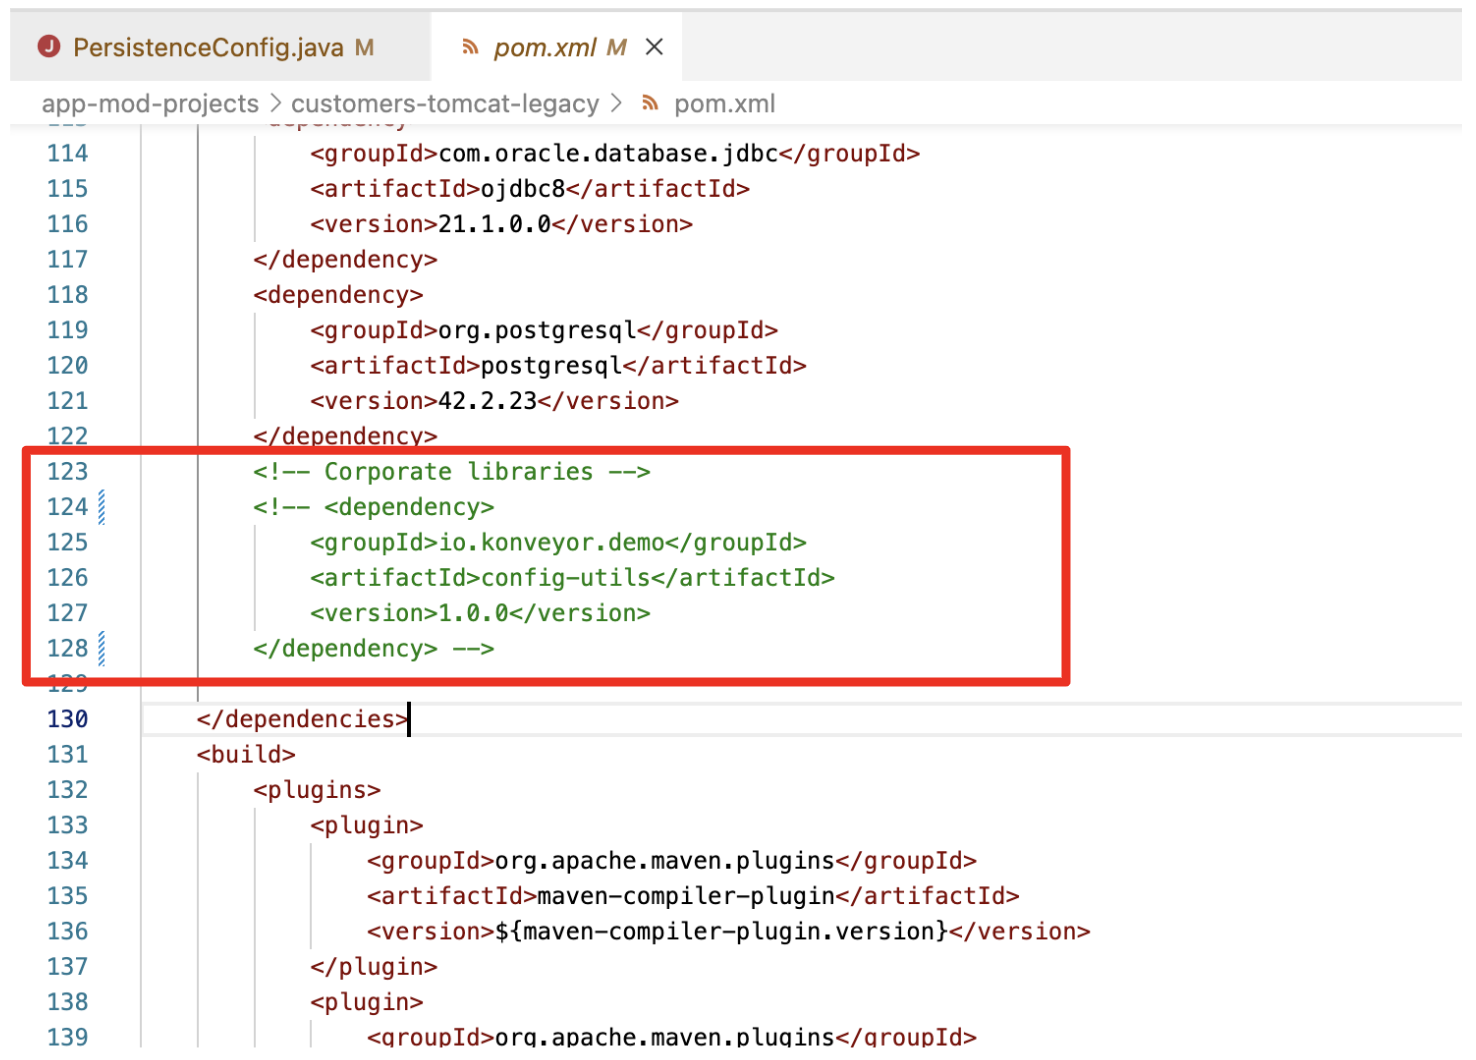 J PersistenceConfig.java M pom.xml M
app-mod-projects > customers-tomcat-legacy > pom.xml
114 <groupId>com.oracle.database.jdbc</groupId>
115 <artifactId>ojdbc8</artifactId>
116 <version>21.1.0.0</version>
117 </dependency>
118 <dependency>
119 <groupId>org.postgresql</groupId>
120 <artifactId>postgresql</artifactId>
121 <version>42.2.23</version>
122 </dependency>
123 <!-- Corporate libraries -->
124 <!-- <dependency>
125 <groupId>io.konveyor.demo</groupId>
126 <artifactId>config-utils</artifactId>
127 <version>1.0.0</version>
128 </dependency> -->
129
130 </dependencies>
131 <build>
132 <plugins>
133 <plugin>
134 <groupId>org.apache.maven.plugins</groupId>
135 <artifactId>maven-compiler-plugin</artifactId>
136 <version>${maven-compiler-plugin.version}</version>
137 </plugin>
138 <plugin>
139 <groupId>org.apache.maven.plugins</groupId>